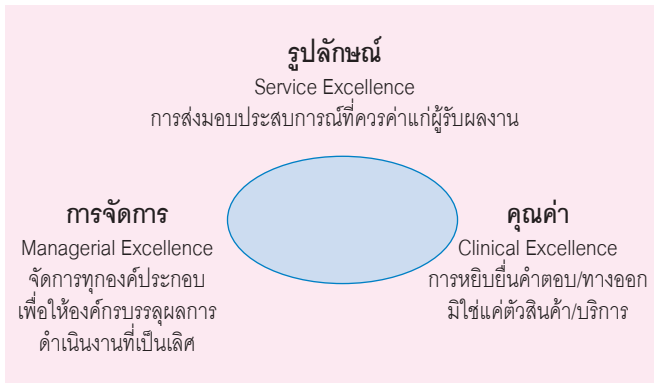 รูปลักษณ์
Service Excellence
การส่งมอบประสบการณ์ที่ควรค่าแก่ผู้รับผลงาน
การจัดการ
Managerial Excellence
จัดการทุกองค์ประกอบ
เพื่อให้องค์กรบรรลุผลการ
ดำเนินงานที่เป็นเลิศ
คุณค่า
Clinical Excellence
การหยิบยื่นคำตอบ/ทางออก
มิใช่แค่ตัวสินค้า/บริการ